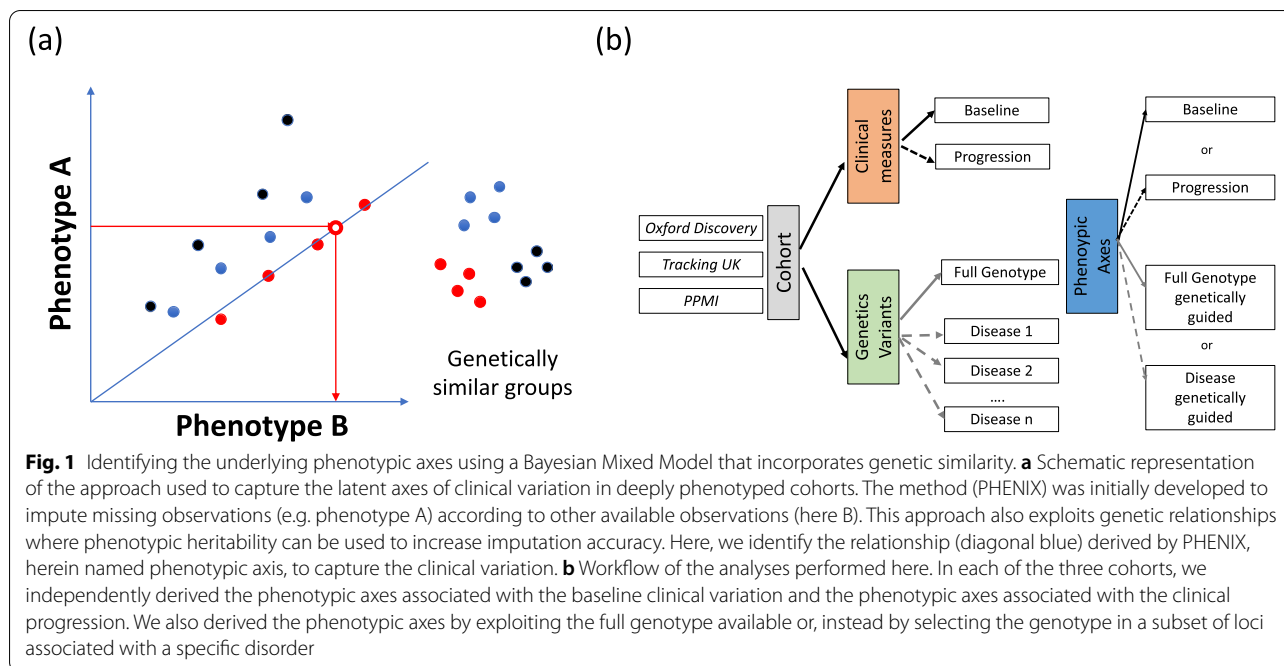 (a)
Phenotype A
Phenotype B
Genetically
similar groups
(b)
Oxford Discovery
Tracking UK
PPMI
Cohort
Clinical
measures
Baseline
Progression
Genetics
Variants
Full Genotype
Disease 1
Disease 2
....
Disease n
Phenoypic
Axes
Baseline
or
Progression
Full Genotype
genetically
guided
or
Disease
genetically
guided
Fig. 1 Identifying the underlying phenotypic axes using a Bayesian Mixed Model that incorporates genetic similarity. a Schematic representation
of the approach used to capture the latent axes of clinical variation in deeply phenotyped cohorts. The method (PHENIX) was initially developed to
impute missing observations (e.g. phenotype A) according to other available observations (here B). This approach also exploits genetic relationships
where phenotypic heritability can be used to increase imputation accuracy. Here, we identify the relationship (diagonal blue) derived by PHENIX,
herein named phenotypic axis, to capture the clinical variation. b Workflow of the analyses performed here. In each of the three cohorts, we
independently derived the phenotypic axes associated with the baseline clinical variation and the phenotypic axes associated with the clinical
progression. We also derived the phenotypic axes by exploiting the full genotype available or, instead by selecting the genotype in a subset of loci
associated with a specific disorder